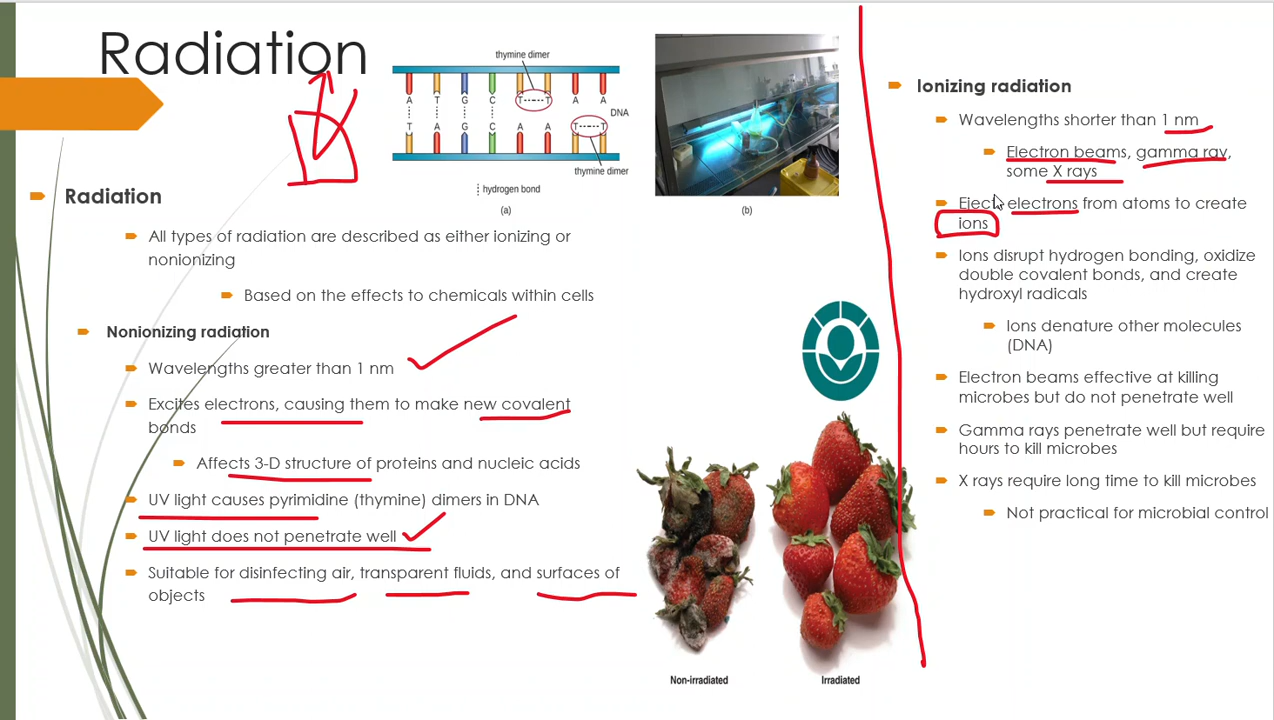 Radiation
Radiation
All types of radiation are described as either ionizing or
nonionizing
Based on the effects to chemicals within cells
Nonionizing radiation
Wavelengths greater than 1 nm
Excites electrons, causing them to make new covalent
bonds
Affects 3-D structure of proteins and nucleic acids
UV light causes pyrimidine (thymine) dimers in DNA
UV light does not penetrate well
Suitable for disinfecting air, transparent fluids, and surfaces of
objects
thymine dimer
A T G C T T A A
DNA
T A G C A A T T
thymine dimer
hydrogen bond
(a)
(b)
Non-irradiated
Irradiated
Ionizing radiation
Wavelengths shorter than 1 nm
Electron beams, gamma ray,
some X rays
Eject electrons from atoms to create
ions
Ions disrupt hydrogen bonding, oxidize
double covalent bonds, and create
hydroxyl radicals
Ions denature other molecules
(DNA)
Electron beams effective at killing
microbes but do not penetrate well
Gamma rays penetrate well but require
hours to kill microbes
X rays require long time to kill microbes
Not practical for microbial control